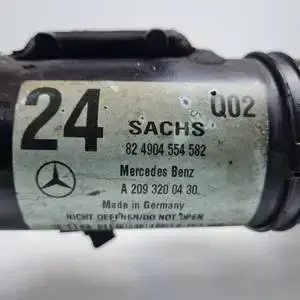 24
Q02
SACHS
82 4904 554 582
Mercedes Benz
A 209 320 04 30
Made in Germany
NICHT OEFFNEN/DO NOT OPEN